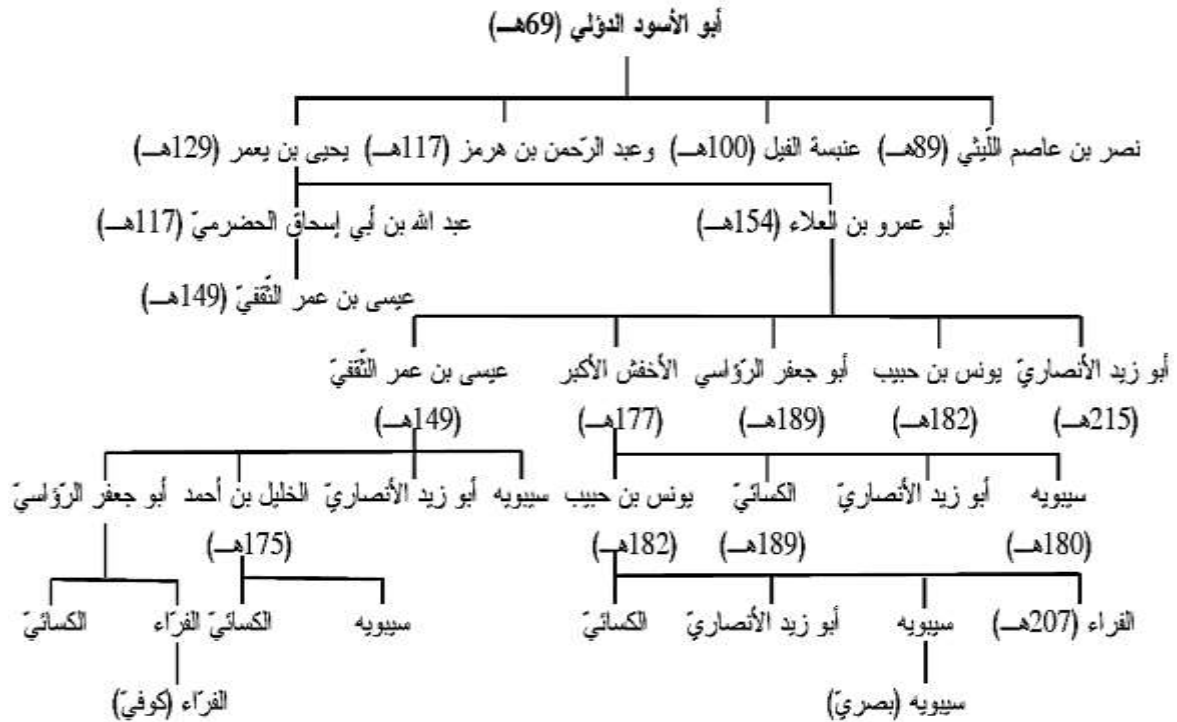 أبو الأسود الدؤلي (69هـ)
نصر بن عاصم اللّيثي (89هـ) عنبسة الفيل (100هـ) وعبد الرّحمن بن هرمز (117هـ) يحيى بن يعمر (129هـ)
أبو عمرو بن العلاء (154هـ) عبد الله بن أبي إسحاق الحضرميّ (117هـ)
عيسى بن عمر الثّقفيّ (149هـ)
أبو زيد الأنصاريّ يونس بن حبيب أبو جعفر الرّؤاسي الأخفش الأكبر عيسى بن عمر الثّقفيّ
(215هـ) (182هـ) (189هـ) (177هـ) (149هـ)
سيبويه أبو زيد الأنصاريّ الكسائيّ يونس بن حبيب سيبويه أبو زيد الأنصاريّ الخليل بن أحمد أبو جعفر الرّؤاسيّ
(180هـ) (189هـ) (182هـ) (175هـ)
الفراء (207هـ) سيبويه أبو زيد الأنصاريّ الكسائيّ سيبويه الكسائيّ الفرّاء الكسائيّ
سيبويه (بصريّ) الفرّاء (كوفيّ)